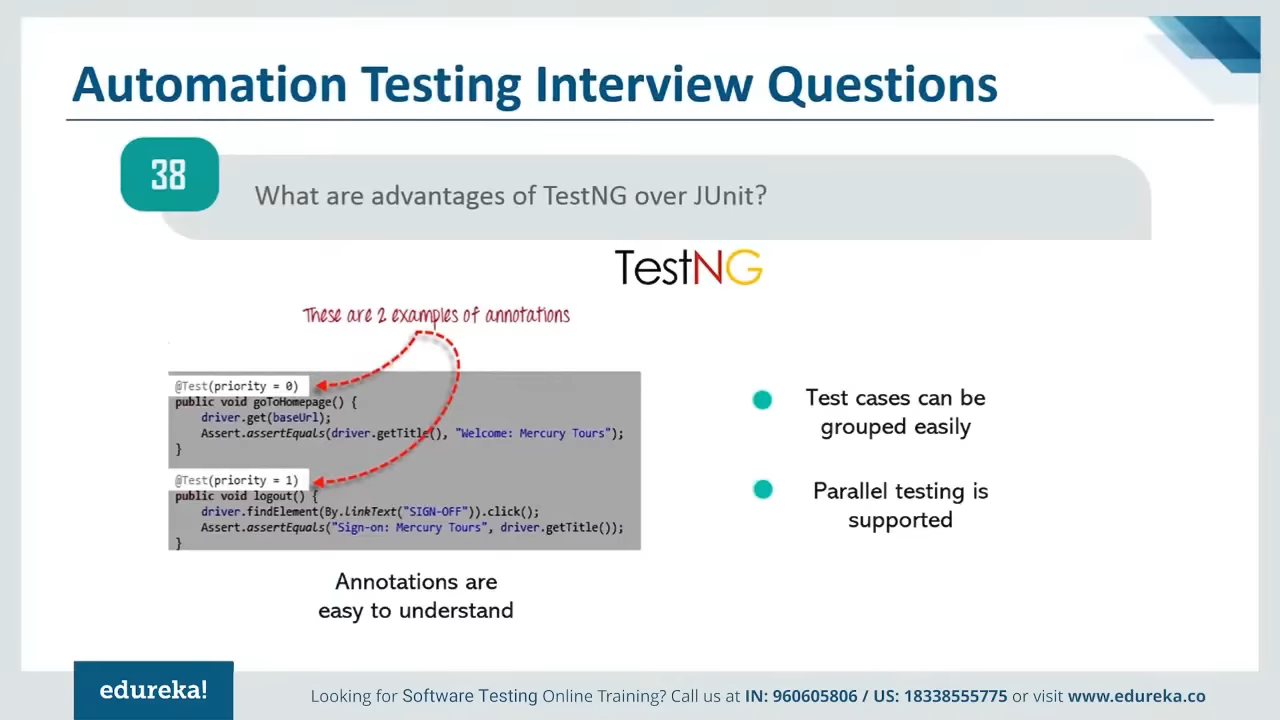 Automation Testing Interview Questions
38
What are advantages of TestNG over JUnit?
TestNG
These are 2 examples of annotations
@Test(priority = 0)
public void goToHomepage() {
driver.get(baseUrl);
Assert.assertEquals(driver.getTitle(), "Welcome: Mercury Tours");
}
@Test(priority = 1)
public void logout() {
driver.findElement(By.linkText("SIGN-OFF")).click();
Assert.assertEquals("Sign-on: Mercury Tours", driver.getTitle());
}
Annotations are
easy to understand
Test cases can be
grouped easily
Parallel testing is
supported
edureka!
Looking for Software Testing Online Training? Call us at IN: 960605806 / US: 18338555775 or visit www.edureka.co